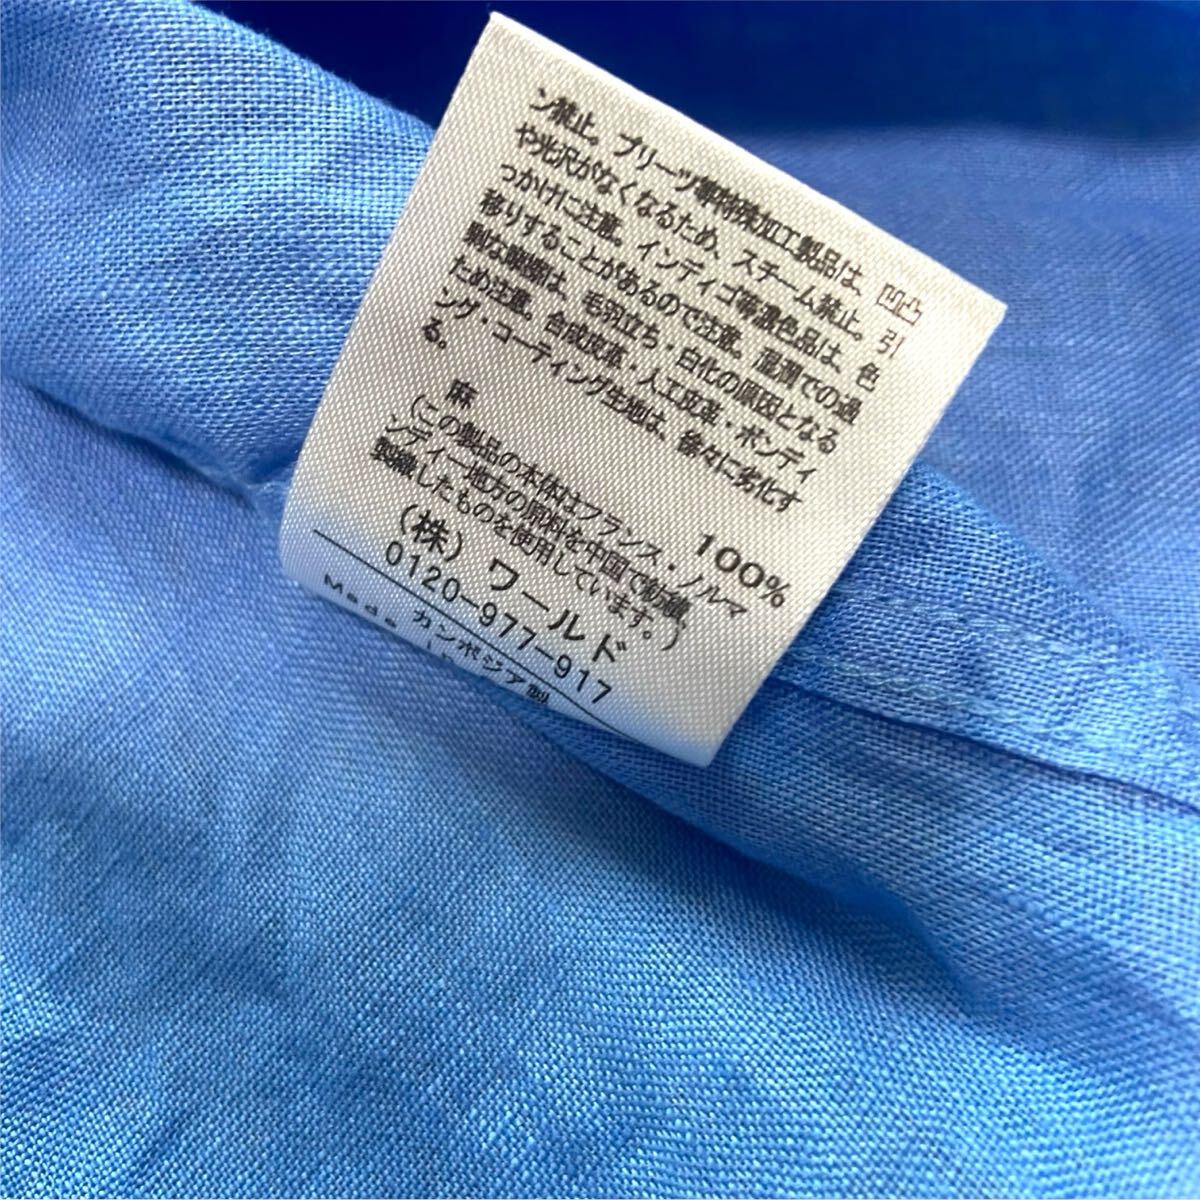 ン禁止。プリーツ等特殊加工製品は、凹凸
や光沢がなくなるため、スチーム禁止。引
っかけに注意。インディゴ等濃色品は、色
移りすることがあるので注意。湿潤での過
剰な摩擦は、毛羽立ち・白化の原因となる
ため注意。合成皮革・人工皮革・ボンディ
ング・コーティング生地は、徐々に劣化す
る。
麻 100%
(この製品の本体はフランス・ノルマ
ンディー地方の原料を中国で紡績、
したものを使用しています。)
(株)ワールド
0120-977-917
カンボジア製
Made in